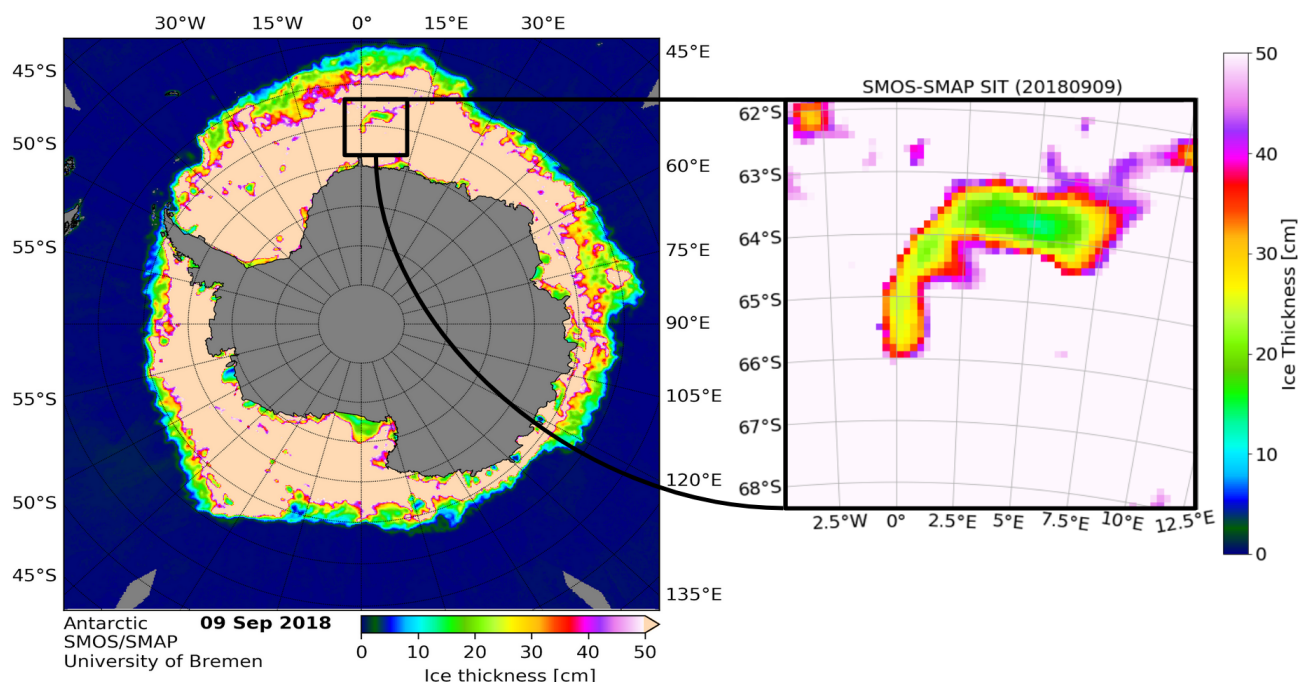 30°W 15°W 0° 15°E 30°E
45°S
50°S
55°S
55°S
50°S
45°S
45°E
60°E
75°E
90°E
105°E
120°E
135°E
Antarctic 09 Sep 2018
SMOS/SMAP
University of Bremen
0 10 20 30 40 50
Ice thickness [cm]
SMOS-SMAP SIT (20180909)
62°S
63°S
64°S
65°S
66°S
67°S
68°S
2.5°W 0° 2.5°E 5°E 7.5°E 10°E 12.5°E
50
40
30
20
10
0
Ice Thickness [cm]